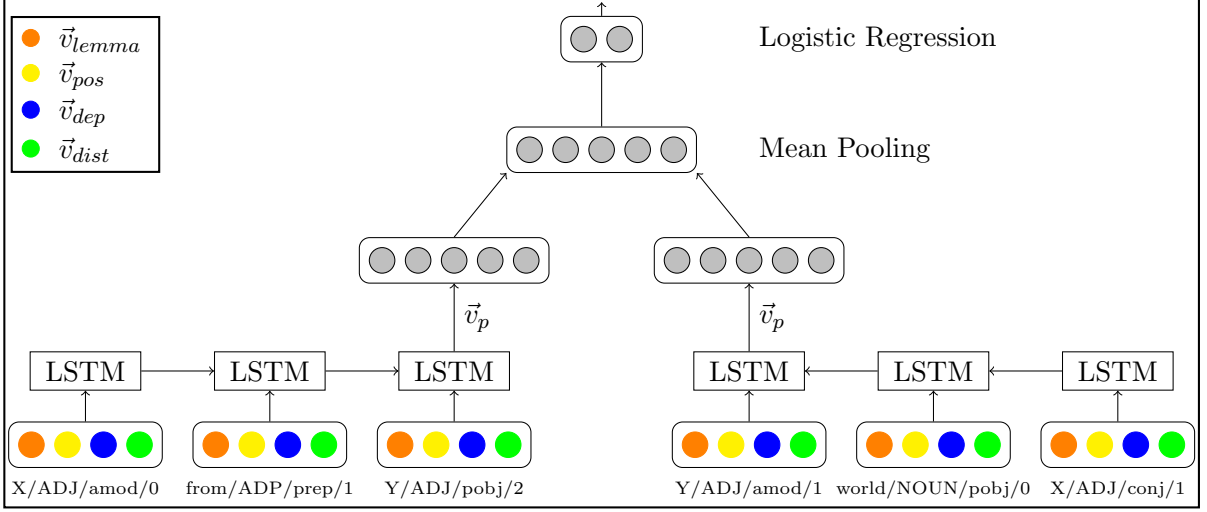 v⃗lemma
v⃗pos
v⃗dep
v⃗dist
Logistic Regression
Mean Pooling
v⃗p v⃗p
LSTM LSTM LSTM LSTM LSTM LSTM
X/ADJ/amod/0 from/ADP/prep/1 Y/ADJ/pobj/2 Y/ADJ/amod/1 world/NOUN/pobj/0 X/ADJ/conj/1